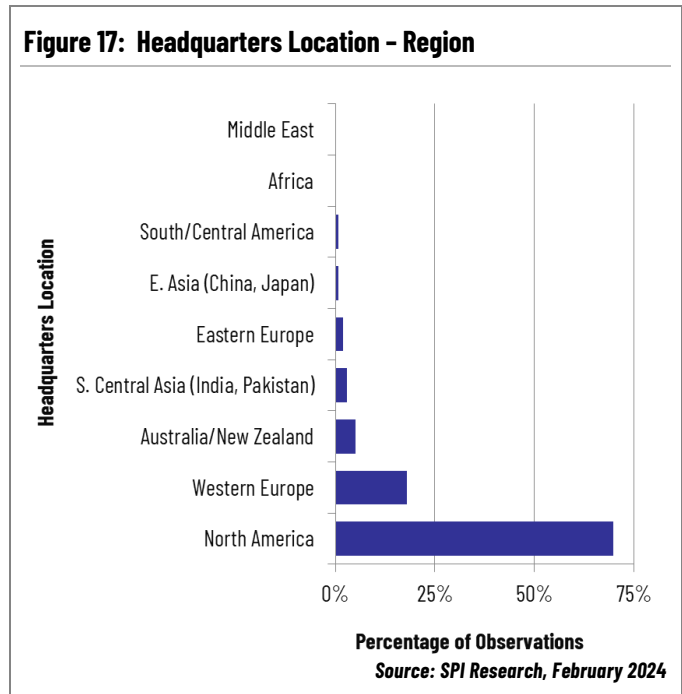 Figure 17: Headquarters Location – Region
Headquarters Location
Middle East
Africa
South/Central America
E. Asia (China, Japan)
Eastern Europe
S. Central Asia (India, Pakistan)
Australia/New Zealand
Western Europe
North America
0% 25% 50% 75%
Percentage of Observations
Source: SPI Research, February 2024